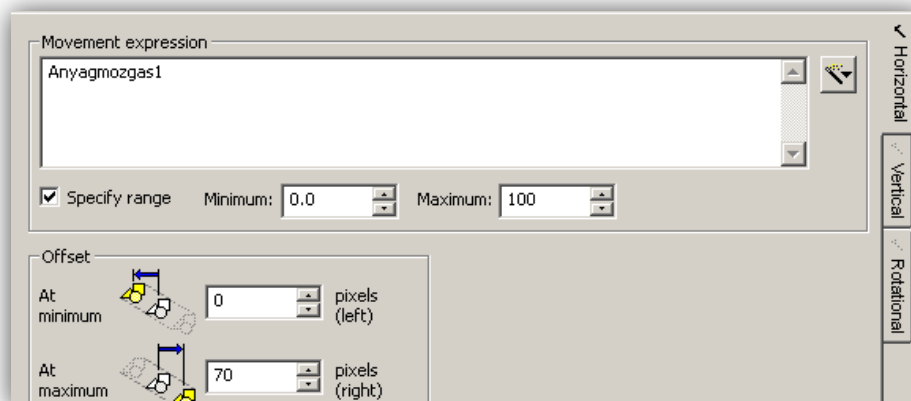 Movement expression
Anyagmozgas1
Specify range Minimum: 0.0 Maximum: 100
Offset
At minimum
0
pixels (left)
At maximum
70
pixels (right)
Horizontal
Vertical
Rotational